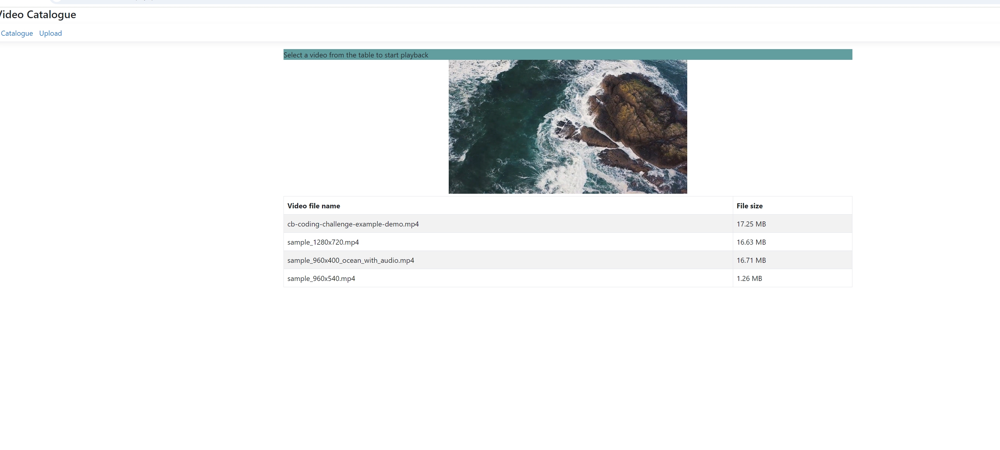 Video Catalogue
Catalogue Upload
Select a video from the table to start playback
Video file name File size
cb-coding-challenge-example-demo.mp4 17.25 MB
sample_1280x720.mp4 16.63 MB
sample_960x400_ocean_with_audio.mp4 16.71 MB
sample_960x540.mp4 1.26 MB